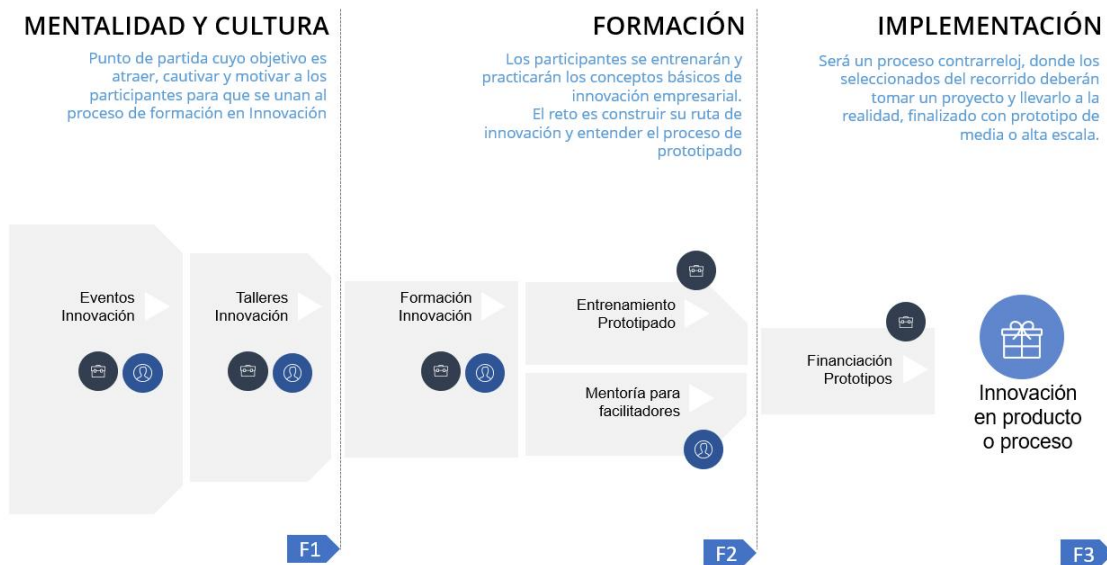 MENTALIDAD Y CULTURA
Punto de partida cuyo objetivo es
atraer, cautivar y motivar a los
participantes para que se unan al
proceso de formación en Innovación
Eventos
Innovación
Talleres
Innovación
F1
FORMACIÓN
Los participantes se entrenarán y
practicarán los conceptos básicos de
innovación empresarial.
El reto es construir su ruta de
innovación y entender el proceso de
prototipado
Formación
Innovación
Entrenamiento
Prototipado
Mentoría para
facilitadores
F2
IMPLEMENTACIÓN
Será un proceso contrarreloj, donde los
seleccionados del recorrido deberán
tomar un proyecto y llevarlo a la
realidad, finalizado con prototipo de
media o alta escala.
Financiación
Prototipos
Innovación
en producto
o proceso
F3